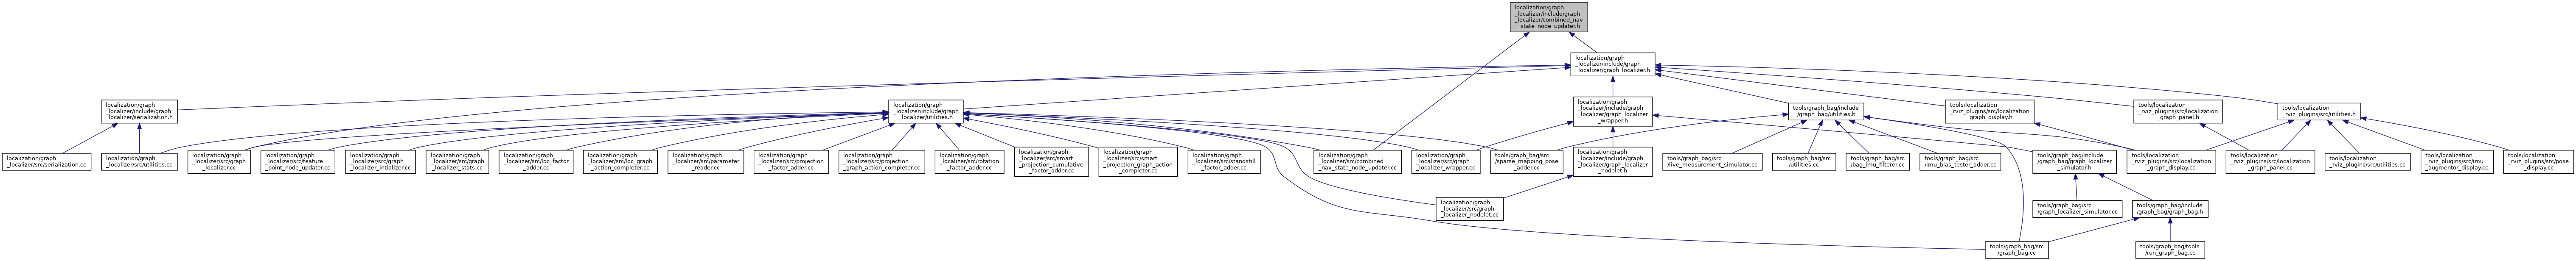 localization/graph
_localizer/include/graph
_localizer/combined_nav
_state_node_updater.h
localization/graph
_localizer/include/graph
_localizer/graph_localizer.h
localization/graph
_localizer/include/graph
_localizer/serialization.h
localization/graph
_localizer/include/graph
_localizer/utilities.h
localization/graph
_localizer/include/graph
_localizer/graph_localizer
_wrapper.h
tools/graph_bag/include
/graph_bag/utilities.h
tools/localization
_rviz_plugins/src/localization
_graph_display.h
tools/localization
_rviz_plugins/src/localization
_graph_panel.h
tools/localization
_rviz_plugins/src/utilities.h
localization/graph
_localizer/src/serialization.cc
localization/graph
_localizer/src/utilities.cc
localization/graph
_localizer/src/graph
_localizer.cc
localization/graph
_localizer/src/feature
_point_node_updater.cc
localization/graph
_localizer/src/graph
_localizer_intializer.cc
localization/graph
_localizer/src/graph
_localizer_stats.cc
localization/graph
_localizer/src/loc_factor
_adder.cc
localization/graph
_localizer/src/loc_graph
_action_completer.cc
localization/graph
_localizer/src/parameter
_reader.cc
localization/graph
_localizer/src/projection
_factor_adder.cc
localization/graph
_localizer/src/projection
_graph_action_completer.cc
localization/graph
_localizer/src/rotation
_factor_adder.cc
localization/graph
_localizer/src/smart
_projection_cumulative
_factor_adder.cc
localization/graph
_localizer/src/smart
_projection_graph_action
_completer.cc
localization/graph
_localizer/src/standstill
_factor_adder.cc
localization/graph
_localizer/src/combined
_nav_state_node_updater.cc
localization/graph
_localizer/src/graph
_localizer_wrapper.cc
tools/graph_bag/src
/sparse_mapping_pose
_adder.cc
localization/graph
_localizer/include/graph
_localizer/graph_localizer
_nodelet.h
tools/graph_bag/src
/live_measurement_simulator.cc
tools/graph_bag/src
/utilities.cc
tools/graph_bag/src
/bag_imu_filterer.cc
tools/graph_bag/src
/imu_bias_tester_adder.cc
tools/graph_bag/include
/graph_bag/graph_localizer
_simulator.h
tools/localization
_rviz_plugins/src/localization
_graph_display.cc
tools/localization
_rviz_plugins/src/localization
_graph_panel.cc
tools/localization
_rviz_plugins/src/utilities.cc
tools/localization
_rviz_plugins/src/imu
_augmentor_display.cc
tools/localization
_rviz_plugins/src/pose
_display.cc
localization/graph
_localizer/src/graph
_localizer_nodelet.cc
tools/graph_bag/src
/graph_localizer_simulator.cc
tools/graph_bag/include
/graph_bag/graph_bag.h
tools/graph_bag/src
/graph_bag.cc
tools/graph_bag/tools
/run_graph_bag.cc